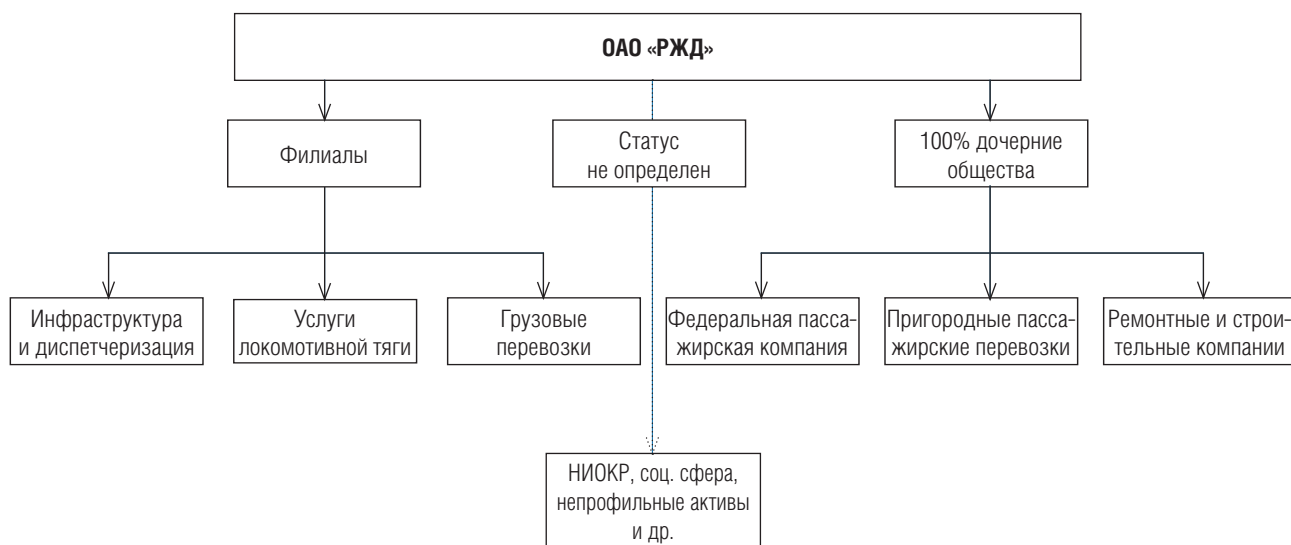 ОАО «РЖД»
Филиалы
Статус
не определен
100% дочерние
общества
Инфраструктура
и диспетчеризация
Услуги
локомотивной тяги
Грузовые
перевозки
Федеральная пасса-
жирская компания
Пригородные пасса-
жирские перевозки
Ремонтные и строи-
тельные компании
НИОКР, соц. сфера,
непрофильные активы
и др.